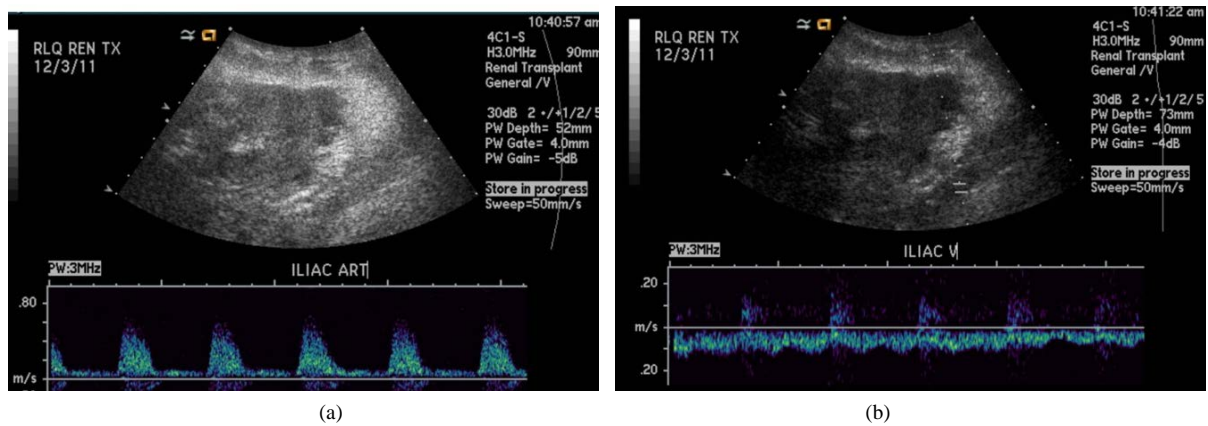 10:40:57 am
RLQ REN TX
12/3/11
4C1-S
H3.0MHz 90mm
Renal Transplant
General /V
30dB 2 +/+1/2/5
PW Depth= 52mm
PW Gate= 4.0mm
PW Gain= -5dB
Store in progress
Sweep=50mm/s
PW:3MHz
ILIAC ART
.80
m/s
(a)
10:41:22 am
RLQ REN TX
12/3/11
4C1-S
H3.0MHz 90mm
Renal Transplant
General /V
30dB 2 +/+1/2/5
PW Depth= 73mm
PW Gate= 4.0mm
PW Gain= -4dB
Store in progress
Sweep=50mm/s
PW:3MHz
ILIAC V
.20
m/s
.20
(b)